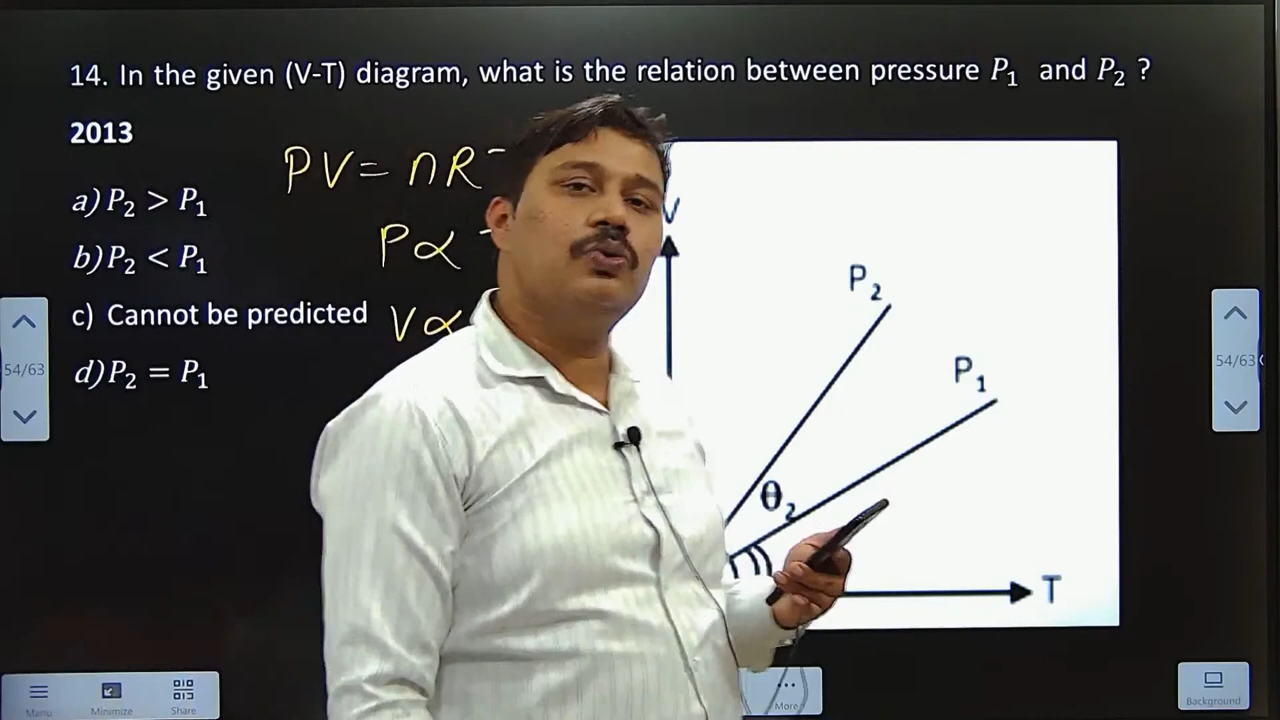 14. In the given (V-T) diagram, what is the relation between pressure P₁ and P₂ ?
2013
a) P₂ > P₁
b) P₂ < P₁
c) Cannot be predicted
d) P₂ = P₁
PV = nR
P ∝
V ∝
V
P₂
P₁
θ₂
T
54/63
54/63
Menu
Minimize
Share
More
Background